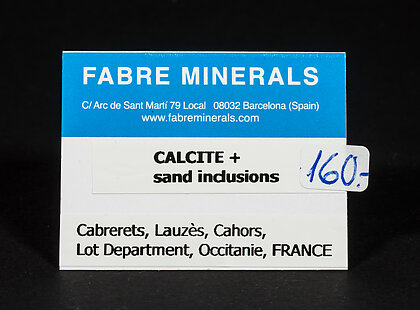 FABRE MINERALS
C/ Arc de Sant Martí 79 Local 08032 Barcelona (Spain)
www.fabreminerals.com
CALCITE +
sand inclusions
160.-
Cabrerets, Lauzès, Cahors,
Lot Department, Occitanie, FRANCE